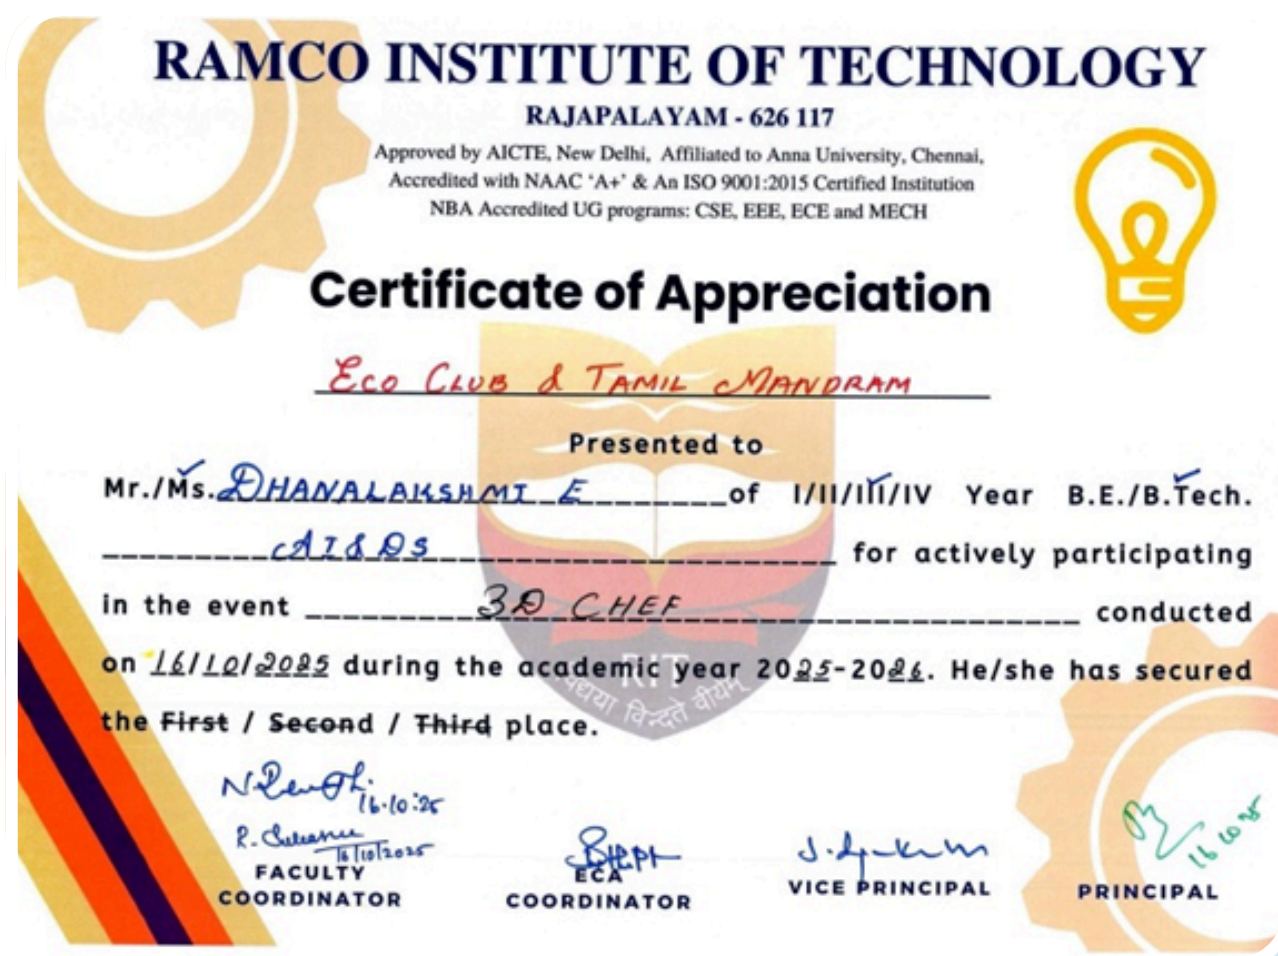 RAMCO INSTITUTE OF TECHNOLOGY
RAJAPALAYAM - 626 117
Approved by AICTE, New Delhi, Affiliated to Anna University, Chennai,
Accredited with NAAC 'A+' & An ISO 9001:2015 Certified Institution
NBA Accredited UG programs: CSE, EEE, ECE and MECH
Certificate of Appreciation
ECO CLUB & TAMIL MANDRAM
Presented to
Mr./Ms. DHANALAKSHMI E of I/II/III/IV Year B.E./B.Tech.
AI & DS for actively participating
in the event 3D CHEF conducted
on 16/10/2025 during the academic year 2025-2026. He/she has secured
RIT
the First / Second / Third place.
विन्दते वीर्यम्
16.10.25
R.
16/10/2025
16 10 25
FACULTY
COORDINATOR
ECA
COORDINATOR
VICE PRINCIPAL
PRINCIPAL